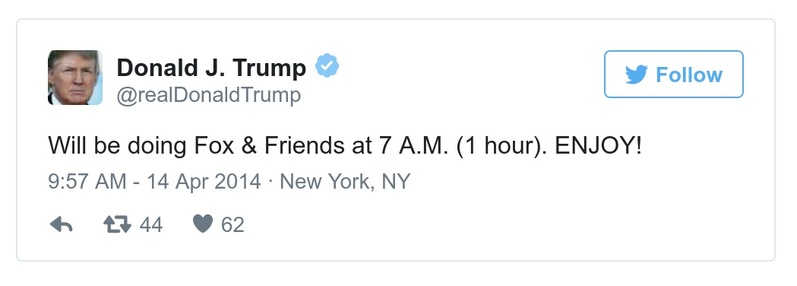 Donald J. Trump
@realDonaldTrump
Follow
Will be doing Fox & Friends at 7 A.M. (1 hour). ENJOY!
9:57 AM - 14 Apr 2014 · New York, NY
44 62